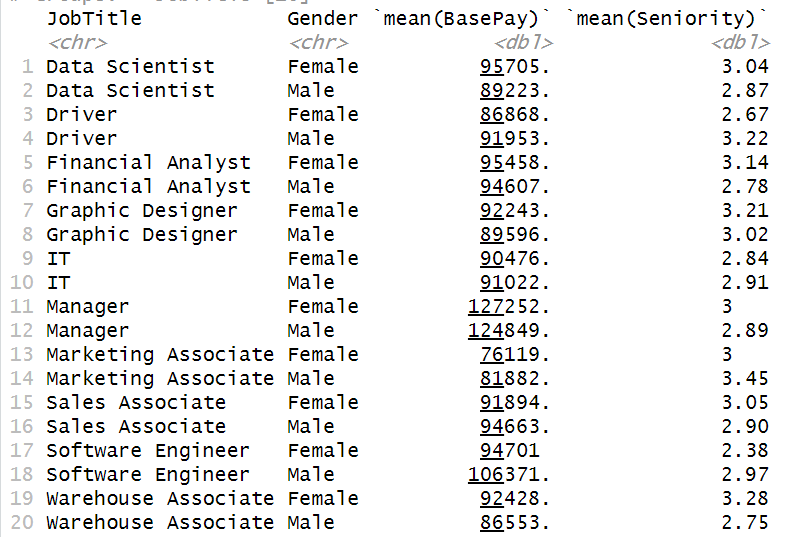 JobTitle Gender `mean(BasePay)` `mean(Seniority)`
<chr> <chr> <dbl> <dbl>
1 Data Scientist Female 95705. 3.04
2 Data Scientist Male 89223. 2.87
3 Driver Female 86868. 2.67
4 Driver Male 91953. 3.22
5 Financial Analyst Female 95458. 3.14
6 Financial Analyst Male 94607. 2.78
7 Graphic Designer Female 92243. 3.21
8 Graphic Designer Male 89596. 3.02
9 IT Female 90476. 2.84
10 IT Male 91022. 2.91
11 Manager Female 127252. 3
12 Manager Male 124849. 2.89
13 Marketing Associate Female 76119. 3
14 Marketing Associate Male 81882. 3.45
15 Sales Associate Female 91894. 3.05
16 Sales Associate Male 94663. 2.90
17 Software Engineer Female 94701 2.38
18 Software Engineer Male 106371. 2.97
19 Warehouse Associate Female 92428. 3.28
20 Warehouse Associate Male 86553. 2.75